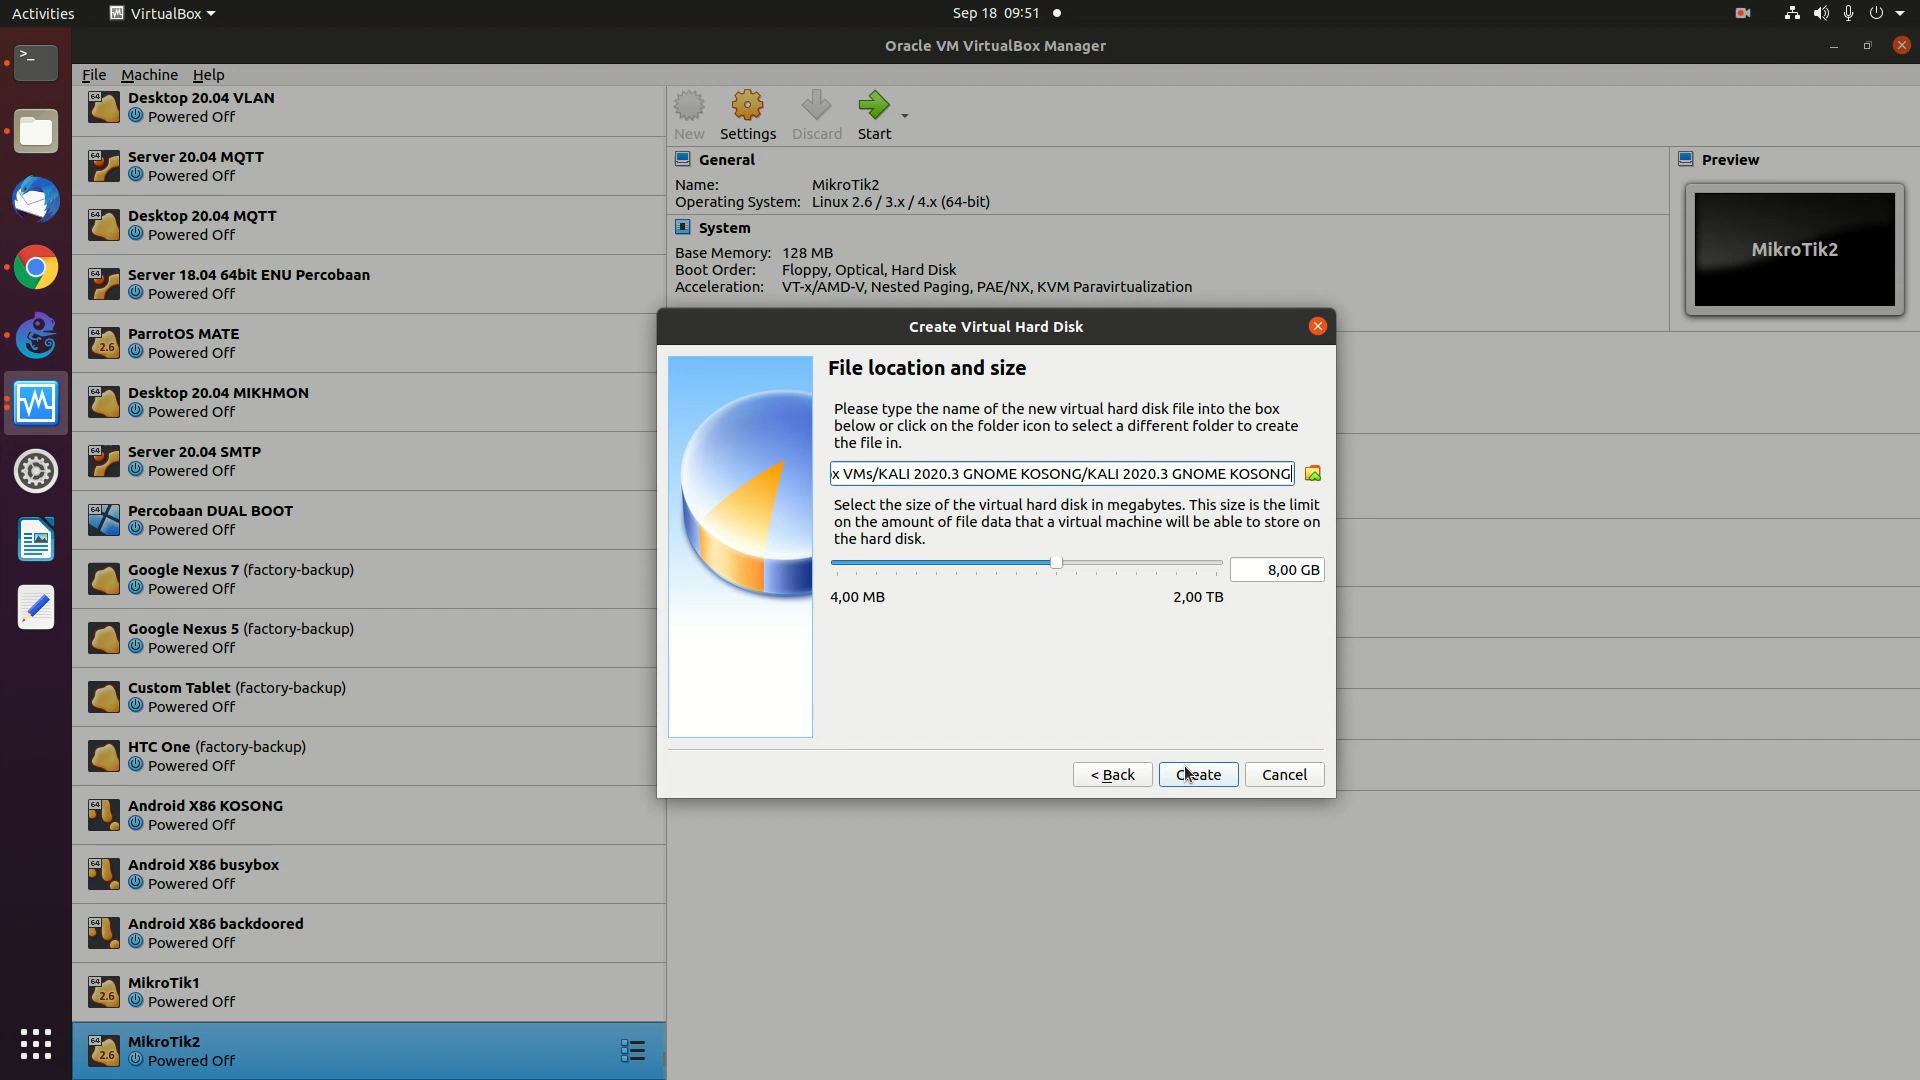 Activities
VirtualBox
Sep 18 09:51
Oracle VM VirtualBox Manager
File Machine Help
Desktop 20.04 VLAN
Powered Off
Server 20.04 MQTT
Powered Off
Desktop 20.04 MQTT
Powered Off
Server 18.04 64bit ENU Percobaan
Powered Off
ParrotOS MATE
Powered Off
Desktop 20.04 MIKHMON
Powered Off
Server 20.04 SMTP
Powered Off
Percobaan DUAL BOOT
Powered Off
Google Nexus 7 (factory-backup)
Powered Off
Google Nexus 5 (factory-backup)
Powered Off
Custom Tablet (factory-backup)
Powered Off
HTC One (factory-backup)
Powered Off
Android X86 KOSONG
Powered Off
Android X86 busybox
Powered Off
Android X86 backdoored
Powered Off
MikroTik1
Powered Off
MikroTik2
Powered Off
New Settings Discard Start
General
Name: MikroTik2
Operating System: Linux 2.6 / 3.x / 4.x (64-bit)
System
Base Memory: 128 MB
Boot Order: Floppy, Optical, Hard Disk
Acceleration: VT-x/AMD-V, Nested Paging, PAE/NX, KVM Paravirtualization
Preview
MikroTik2
Create Virtual Hard Disk
File location and size
Please type the name of the new virtual hard disk file into the box
below or click on the folder icon to select a different folder to create
the file in.
x VMs/KALI 2020.3 GNOME KOSONG/KALI 2020.3 GNOME KOSONG
Select the size of the virtual hard disk in megabytes. This size is the limit
on the amount of file data that a virtual machine will be able to store on
the hard disk.
8,00 GB
4,00 MB 2,00 TB
< Back Create Cancel